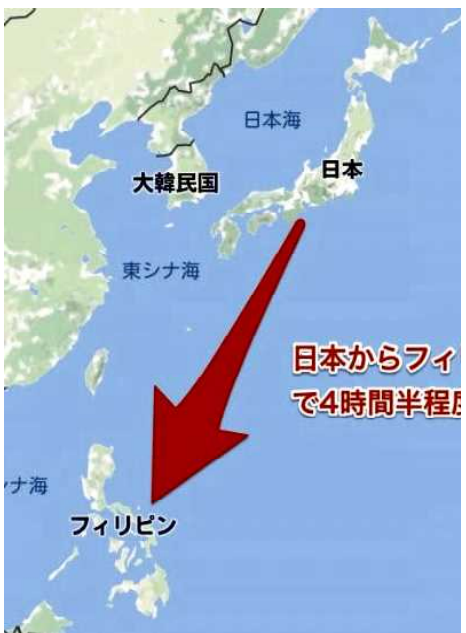 日本海
日本
大韓民国
東シナ海
日本からフィ
で4時間半程度
ナ海
フィリピン